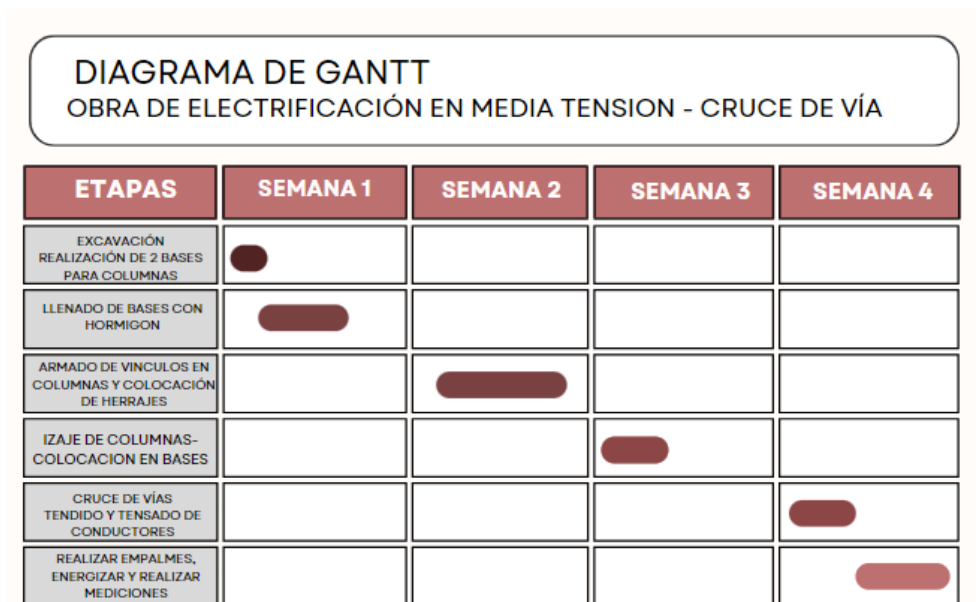 DIAGRAMA DE GANTT
OBRA DE ELECTRIFICACIÓN EN MEDIA TENSION - CRUCE DE VÍA
ETAPAS
SEMANA 1
SEMANA 2
SEMANA 3
SEMANA 4
EXCAVACIÓN
REALIZACIÓN DE 2 BASES
PARA COLUMNAS
LLENADO DE BASES CON
HORMIGON
ARMADO DE VINCULOS EN
COLUMNAS Y COLOCACIÓN
DE HERRAJES
IZAJE DE COLUMNAS-
COLOCACION EN BASES
CRUCE DE VÍAS
TENDIDO Y TENSADO DE
CONDUCTORES
REALIZAR EMPALMES,
ENERGIZAR Y REALIZAR
MEDICIONES